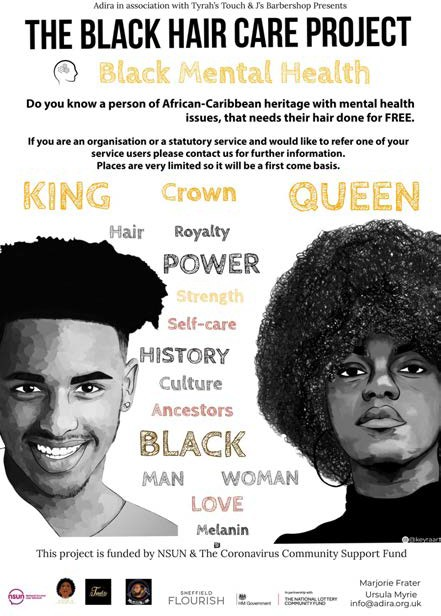 Adira in association with Tyrah's Touch & J's Barbershop Presents
THE BLACK HAIR CARE PROJECT
Black Mental Health
Do you know a person of African-Caribbean heritage with mental health
issues, that needs their hair done for FREE.
If you are an organisation or a statutory service and would like to refer one of your
service users please contact us for further information.
Places are very limited so it will be a first come basis.
KING Crown QUEEN
Hair Royalty
POWER
Strength
Self-care
HISTORY
Culture
Ancestors
BLACK
MAN WOMAN
LOVE
Melanin
@ikeyraart
This project is funded by NSUN & The Coronavirus Community Support Fund
nsun
SHEFFIELD
FLOURISH
HM Government
In partnership with
THE NATIONAL LOTTERY
COMMUNITY FUND
Marjorie Frater
Ursula Myrie
info@adira.org.uk